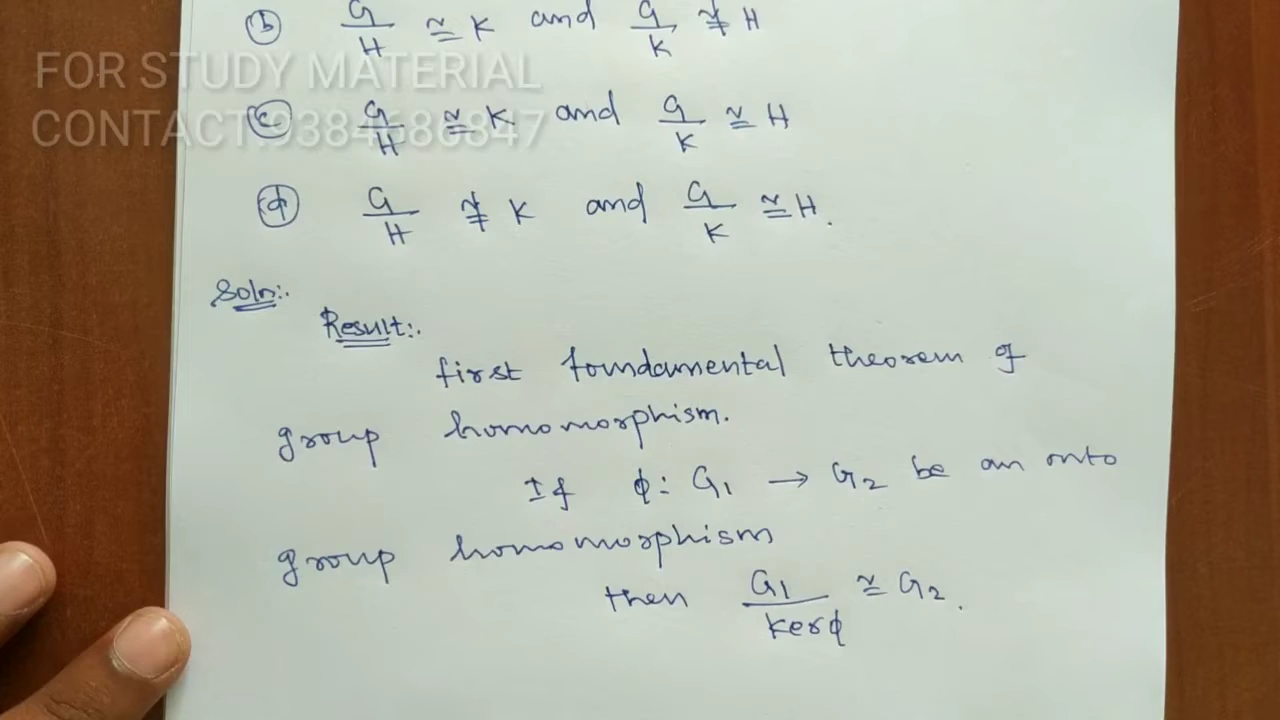 (b) G/H ≅ K and G/K ≇ H
FOR STUDY MATERIAL
(c) G/H ≅ K and G/K ≅ H
CONTACT:
(d) G/H ≇ K and G/K ≅ H.
Soln:.
Result:.
first fundamental theorem of
group homomorphism.
If ϕ: G₁ → G₂ be an onto
group homomorphism
then G₁/kerϕ ≅ G₂.